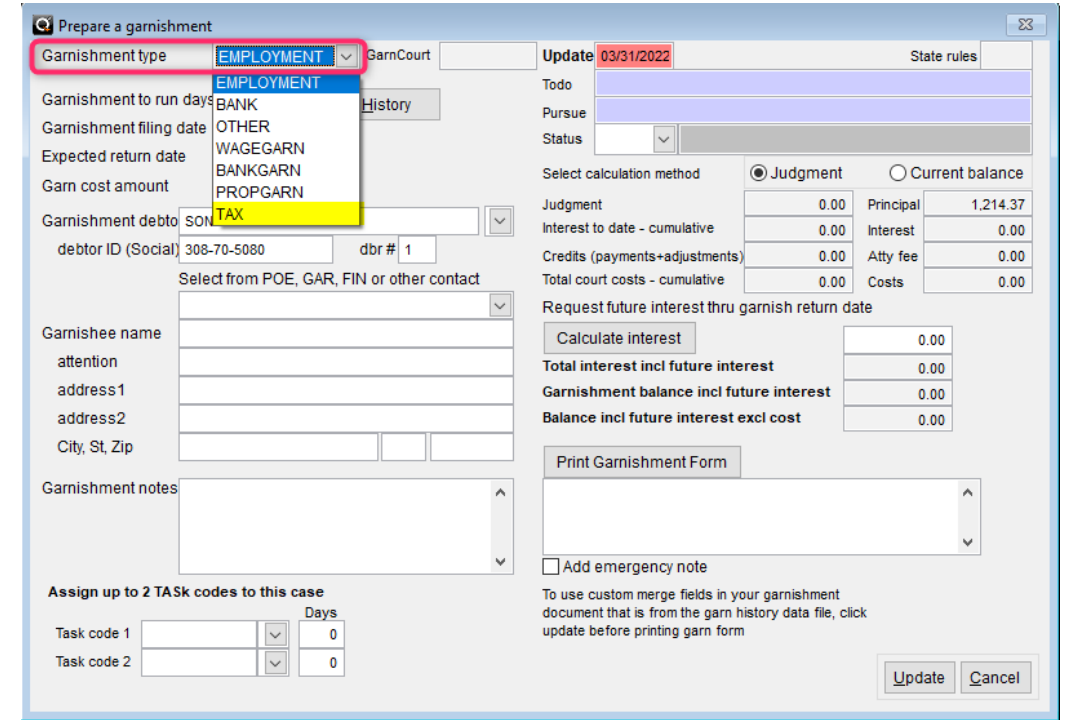 Prepare a garnishment
Garnishment type EMPLOYMENT GarnCourt
EMPLOYMENT
BANK
OTHER
WAGEGARN
BANKGARN
PROPGARN
TAX
Garnishment to run days History
Garnishment filing date
Expected return date
Garn cost amount
Garnishment debto SON
debtor ID (Social) 308-70-5080 dbr # 1
Select from POE, GAR, FIN or other contact
Garnishee name
attention
address1
address2
City, St, Zip
Garnishment notes
Assign up to 2 TASk codes to this case
Days
Task code 1 0
Task code 2 0
Update 03/31/2022 State rules
Todo
Pursue
Status
Select calculation method Judgment Current balance
Judgment 0.00 Principal 1,214.37
Interest to date - cumulative 0.00 Interest 0.00
Credits (payments+adjustments) 0.00 Atty fee 0.00
Total court costs - cumulative 0.00 Costs 0.00
Request future interest thru garnish return date
Calculate interest 0.00
Total interest incl future interest 0.00
Garnishment balance incl future interest 0.00
Balance incl future interest excl cost 0.00
Print Garnishment Form
Add emergency note
To use custom merge fields in your garnishment
document that is from the garn history data file, click
update before printing garn form
Update Cancel